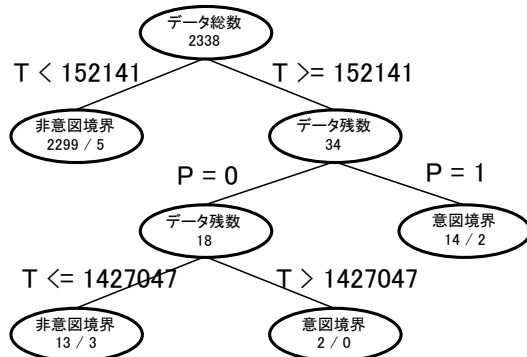 データ総数
2338
T < 152141
T >= 152141
非意図境界
2299 / 5
データ残数
34
P = 0
P = 1
データ残数
18
意図境界
14 / 2
T <= 1427047
T > 1427047
非意図境界
13 / 3
意図境界
2 / 0